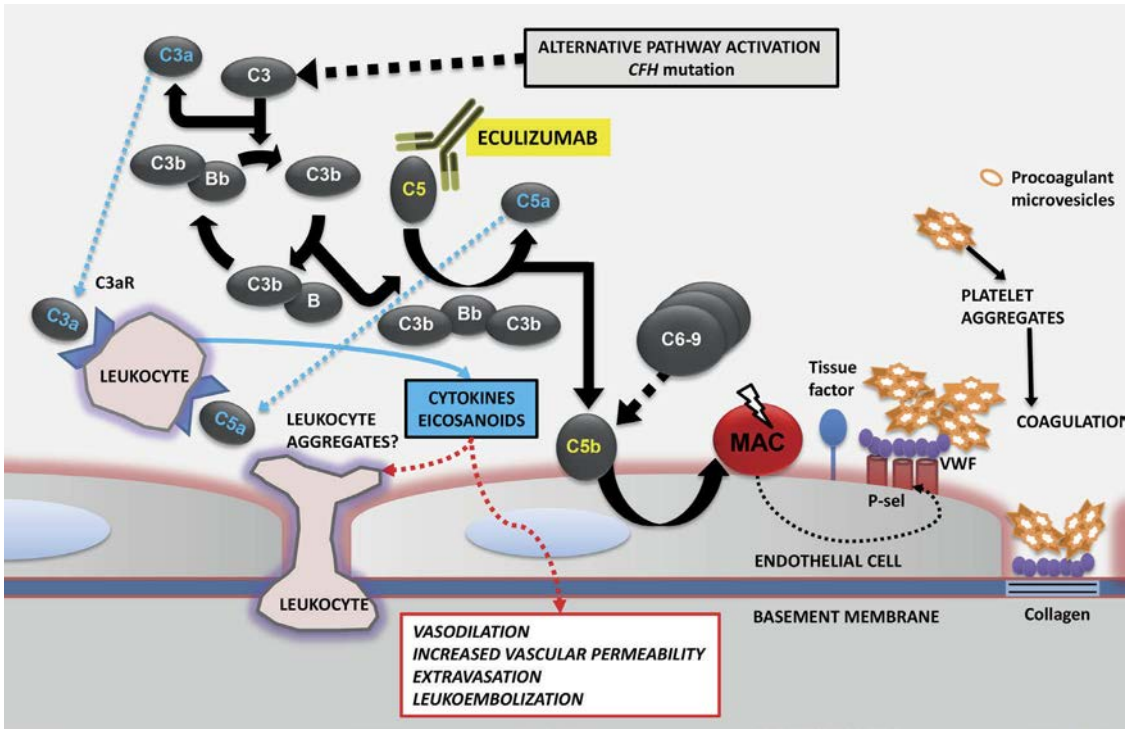 C3a
C3
ALTERNATIVE PATHWAY ACTIVATION
CFH mutation
ECULIZUMAB
C3b
Bb
C3b
C5
C5a
Procoagulant
microvesicles
C3aR
C3a
C3b
B
C3b
Bb
C3b
C6-9
PLATELET
AGGREGATES
LEUKOCYTE
C5a
CYTOKINES
EICOSANOIDS
Tissue
factor
COAGULATION
LEUKOCYTE
AGGREGATES?
C5b
MAC
VWF
P-sel
ENDOTHELIAL CELL
LEUKOCYTE
BASEMENT MEMBRANE
Collagen
VASODILATION
INCREASED VASCULAR PERMEABILITY
EXTRAVASATION
LEUKOEMBOLIZATION